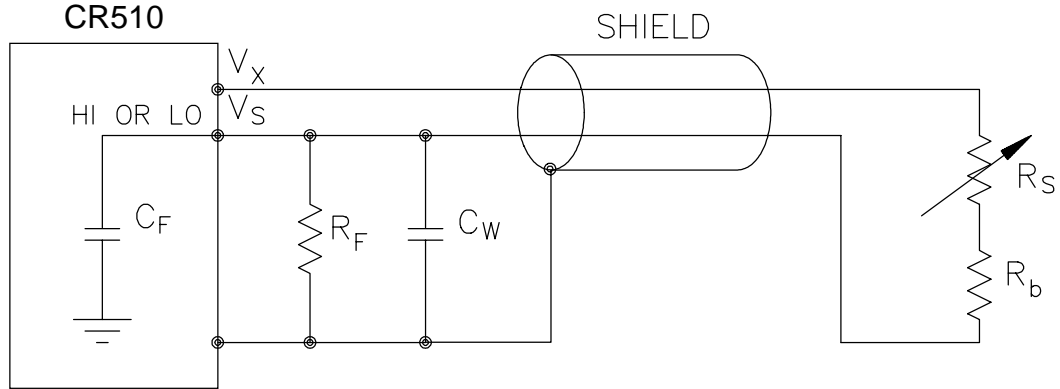 CR510
SHIELD
V_X
HI OR LO V_S
C_F
R_F
C_W
R_S
R_b